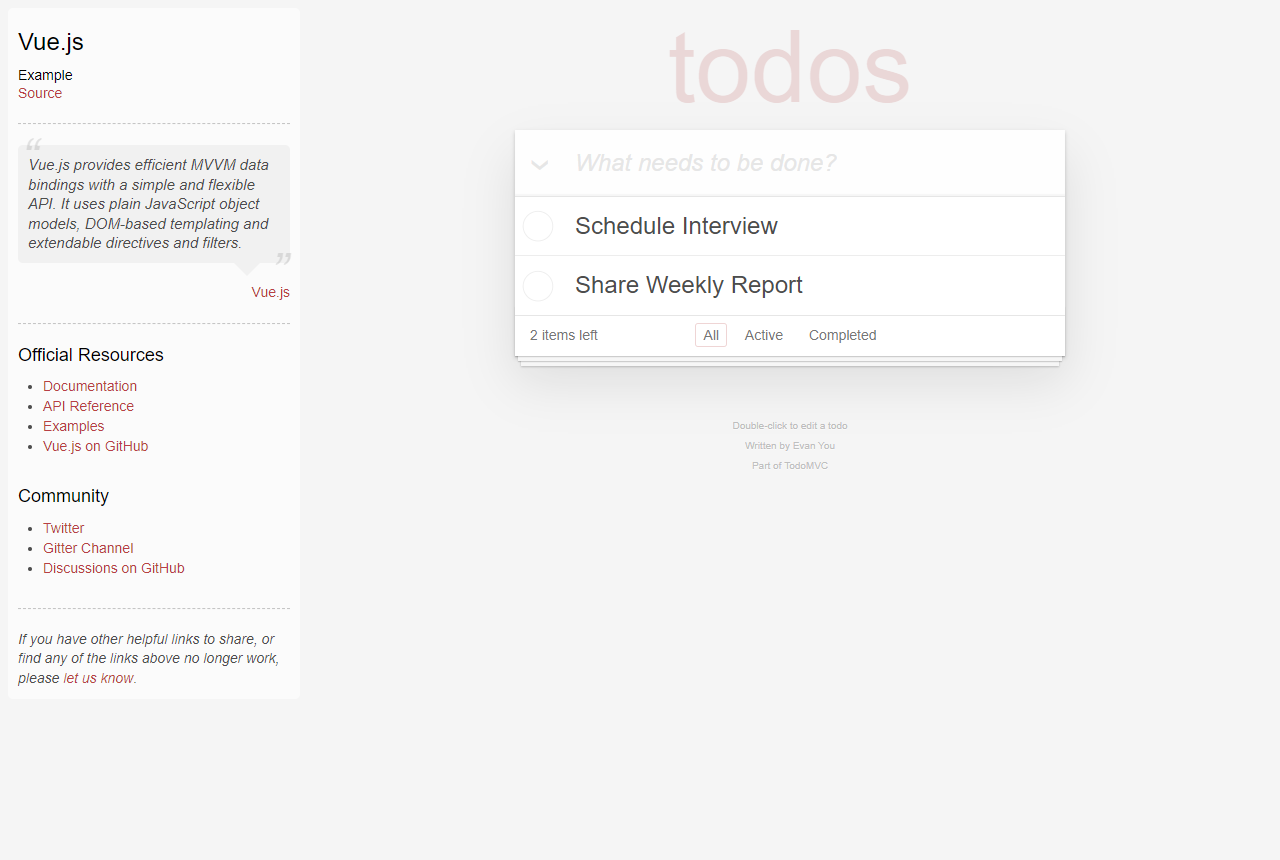 Vue.js
Example
Source
“
Vue.js provides efficient MVVM data
bindings with a simple and flexible
API. It uses plain JavaScript object
models, DOM-based templating and
extendable directives and filters.
”
Vue.js
Official Resources
Documentation
API Reference
Examples
Vue.js on GitHub
Community
Twitter
Gitter Channel
Discussions on GitHub
If you have other helpful links to share, or
find any of the links above no longer work,
please let us know.
todos
What needs to be done?
Schedule Interview
Share Weekly Report
2 items left All Active Completed
Double-click to edit a todo
Written by Evan You
Part of TodoMVC